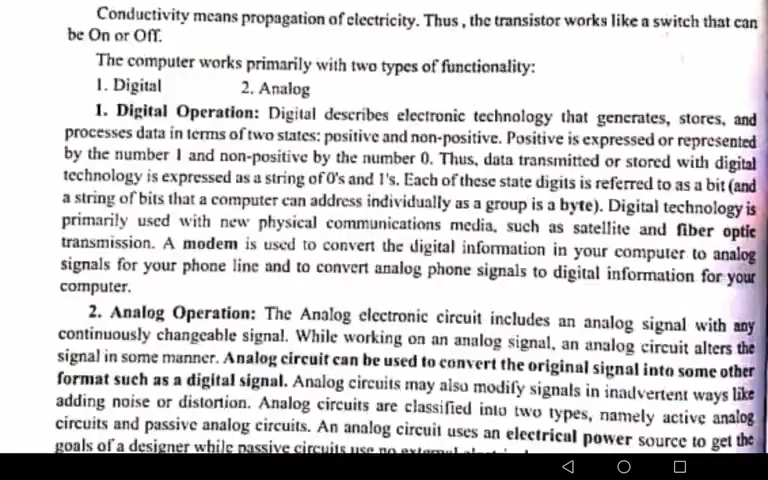 Conductivity means propagation of electricity. Thus , the transistor works like a switch that can
be On or Off.
The computer works primarily with two types of functionality:
1. Digital 2. Analog
1. Digital Operation: Digital describes electronic technology that generates, stores, and
processes data in terms of two states: positive and non-positive. Positive is expressed or represented
by the number 1 and non-positive by the number 0. Thus, data transmitted or stored with digital
technology is expressed as a string of 0's and 1's. Each of these state digits is referred to as a bit (and
a string of bits that a computer can address individually as a group is a byte). Digital technology is
primarily used with new physical communications media, such as satellite and fiber optic
transmission. A modem is used to convert the digital information in your computer to analog
signals for your phone line and to convert analog phone signals to digital information for your
computer.
2. Analog Operation: The Analog electronic circuit includes an analog signal with any
continuously changeable signal. While working on an analog signal, an analog circuit alters the
signal in some manner. Analog circuit can be used to convert the original signal into some other
format such as a digital signal. Analog circuits may also modify signals in inadvertent ways like
adding noise or distortion. Analog circuits are classified into two types, namely active analog
circuits and passive analog circuits. An analog circuit uses an electrical power source to get the
goals of a designer while passive circuits use no external